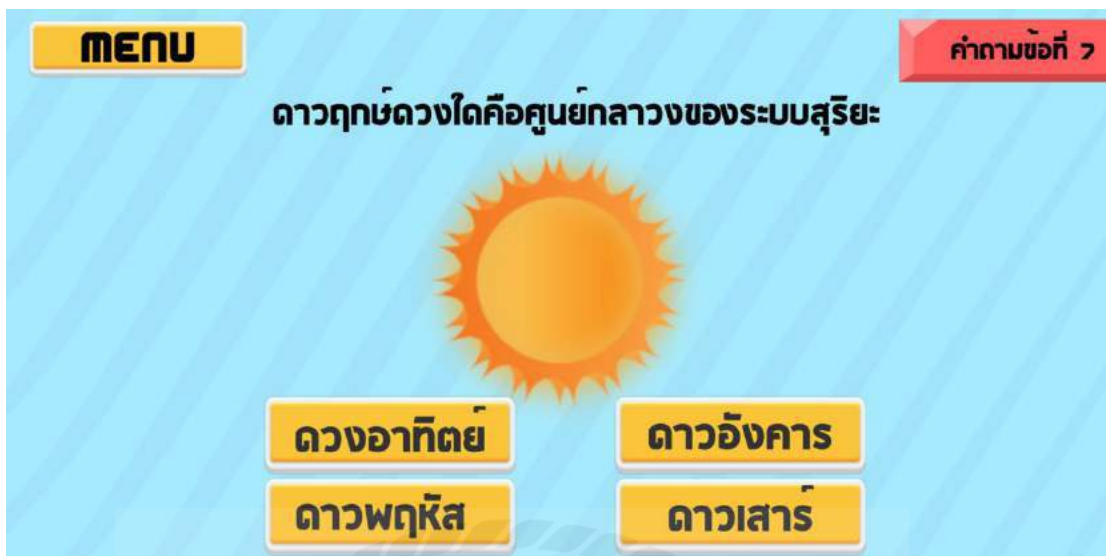 MENU
คำถามข้อที่ 7
ดาวฤกษ์ดวงใดคือศูนย์กลาวงของระบบสุริยะ
ดวงอาทิตย์
ดาวอังคาร
ดาวพฤหัส
ดาวเสาร์